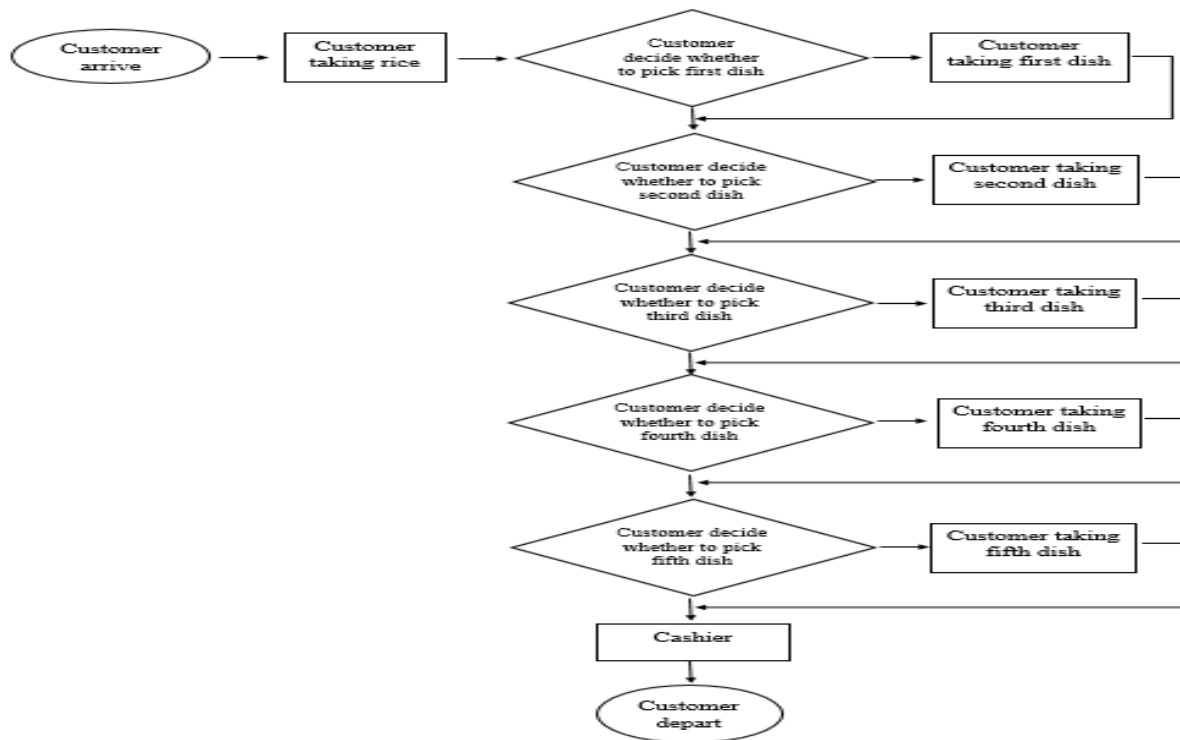 Customer
arrive
Customer
taking rice
Customer
decide whether
to pick first dish
Customer
taking first dish
Customer decide
whether to pick
second dish
Customer taking
second dish
Customer decide
whether to pick
third dish
Customer taking
third dish
Customer decide
whether to pick
fourth dish
Customer taking
fourth dish
Customer decide
whether to pick
fifth dish
Customer taking
fifth dish
Cashier
Customer
depart